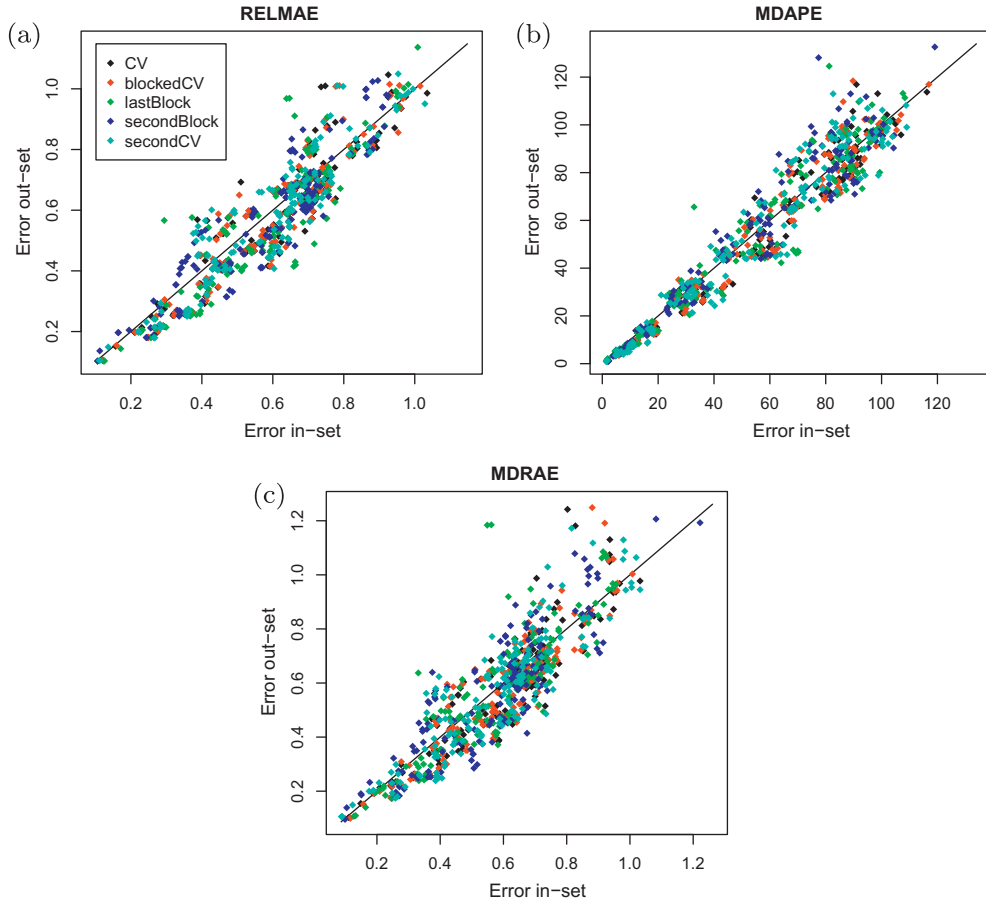 RELMAE
(a)
CV
blockedCV
lastBlock
secondBlock
secondCV
Error out−set
0.2 0.4 0.6 0.8 1.0
0.2 0.4 0.6 0.8 1.0
Error in−set
MDAPE
(b)
Error out−set
0 20 40 60 80 100 120
0 20 40 60 80 100 120
Error in−set
MDRAE
(c)
Error out−set
0.2 0.4 0.6 0.8 1.0 1.2
0.2 0.4 0.6 0.8 1.0 1.2
Error in−set